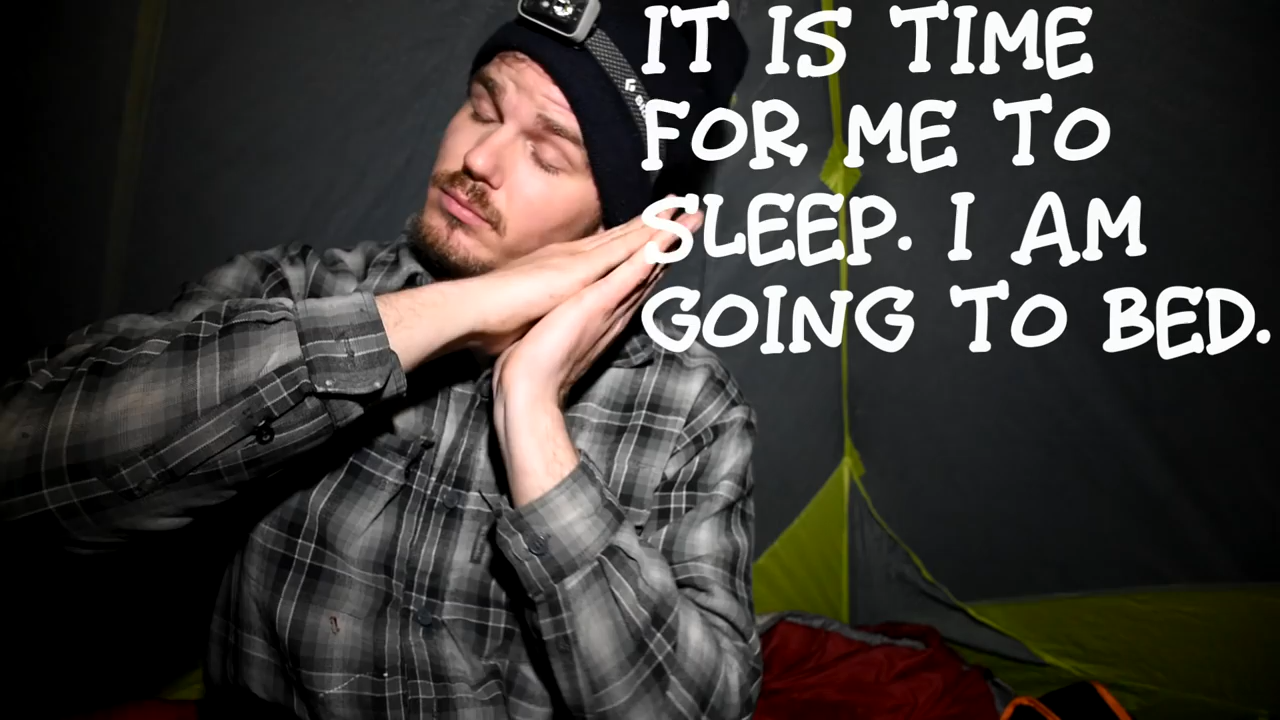 IT IS TIME
FOR ME TO
SLEEP. I AM
GOING TO BED.